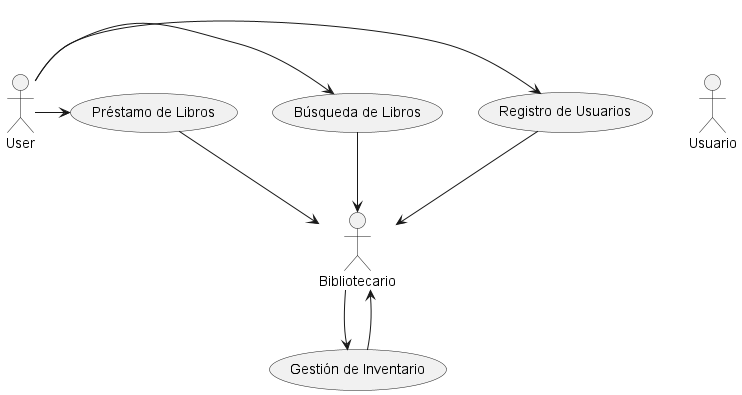 Préstamo de Libros
Búsqueda de Libros
Registro de Usuarios
User
Usuario
Bibliotecario
Gestión de Inventario